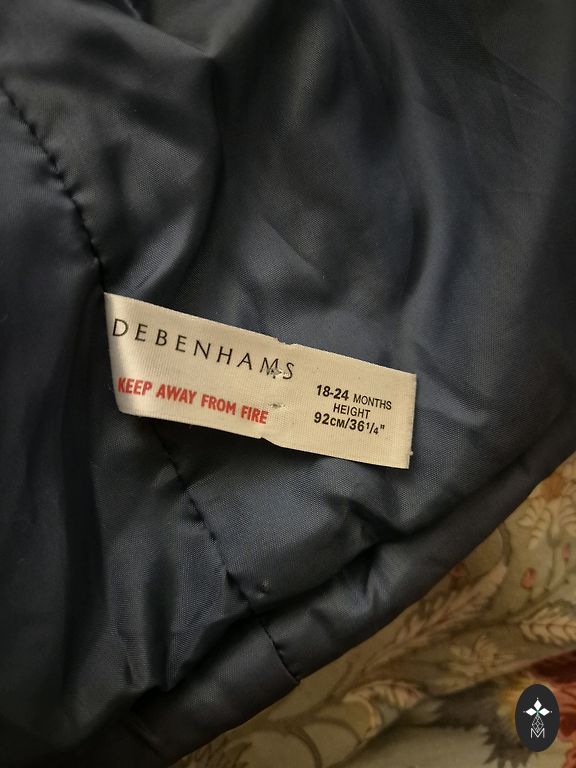 DEBENHAMS
KEEP AWAY FROM FIRE
18-24 MONTHS
HEIGHT
92CM/36¼"
M